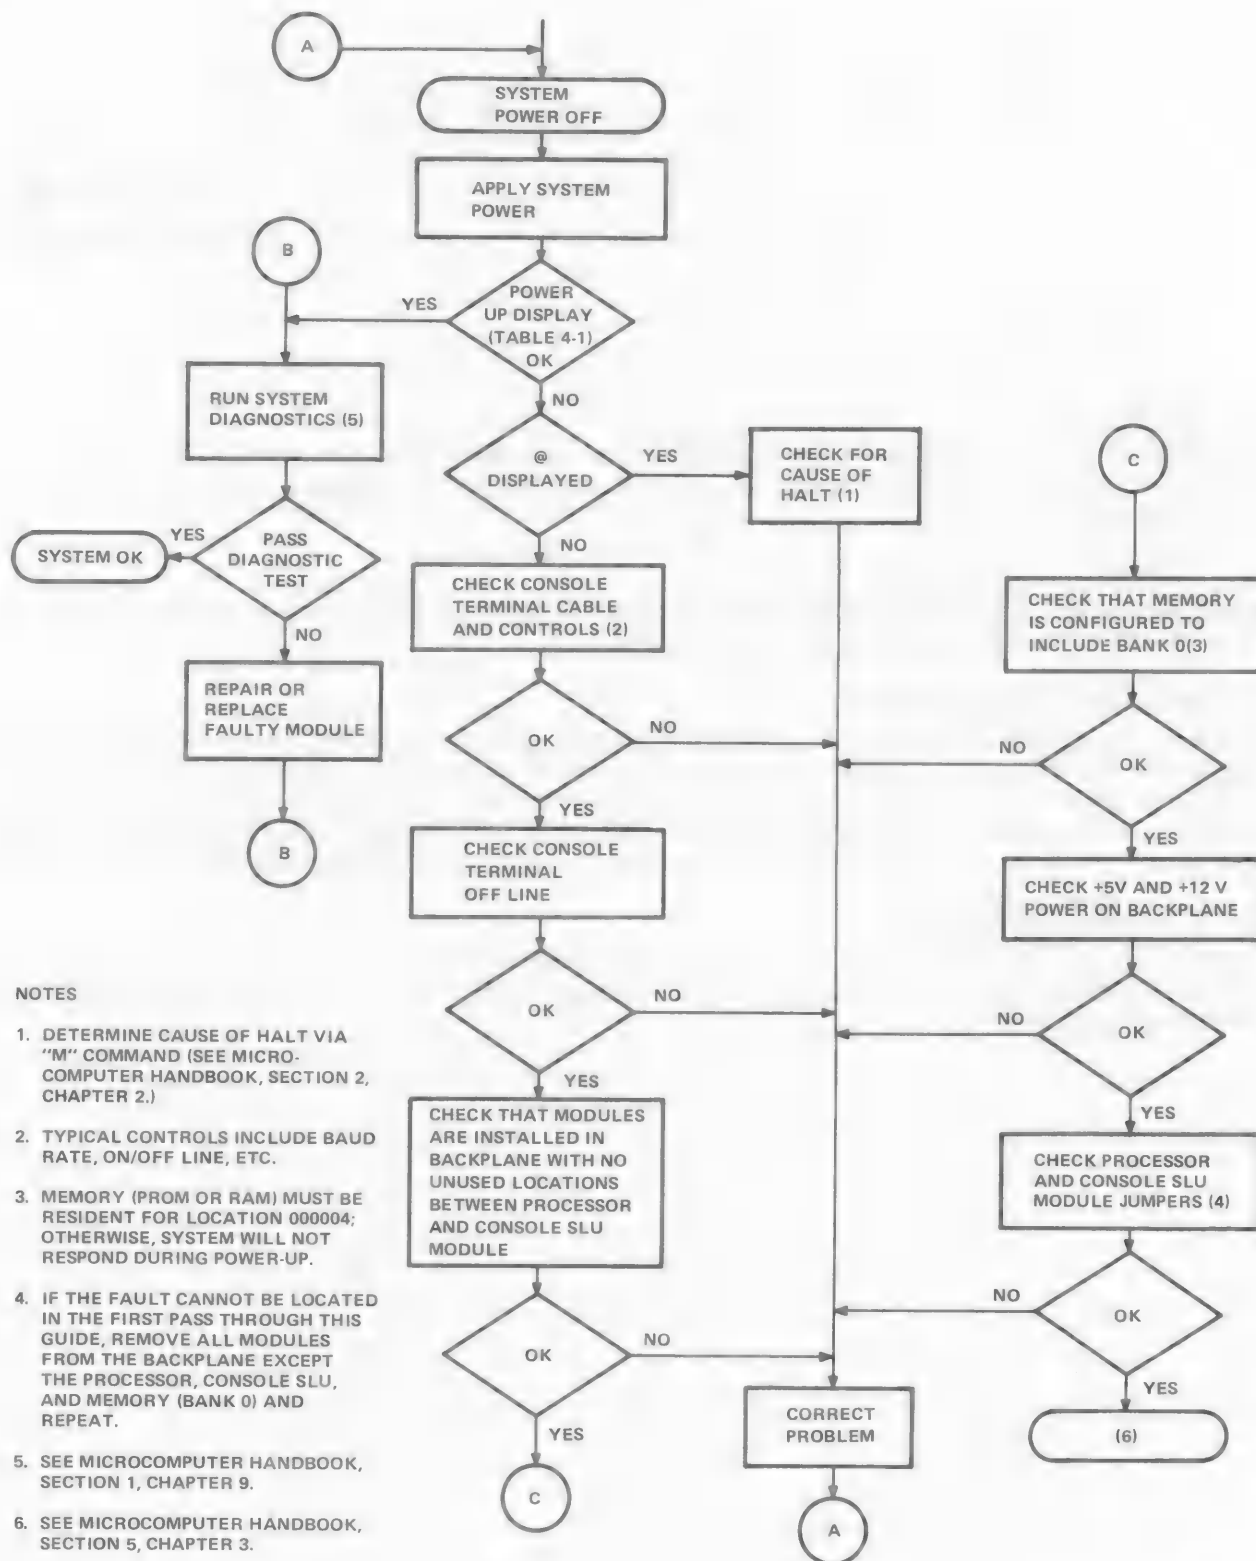 A
SYSTEM
POWER OFF
APPLY SYSTEM
POWER
B
YES
POWER
UP DISPLAY
(TABLE 4-1)
OK
NO
RUN SYSTEM
DIAGNOSTICS (5)
@
DISPLAYED
YES
CHECK FOR
CAUSE OF
HALT (1)
C
NO
SYSTEM OK
YES
PASS
DIAGNOSTIC
TEST
NO
CHECK CONSOLE
TERMINAL CABLE
AND CONTROLS (2)
CHECK THAT MEMORY
IS CONFIGURED TO
INCLUDE BANK 0(3)
REPAIR OR
REPLACE
FAULTY MODULE
B
OK
NO
YES
NO
OK
YES
CHECK CONSOLE
TERMINAL
OFF LINE
CHECK +5V AND +12 V
POWER ON BACKPLANE
OK
NO
YES
NO
OK
YES
CHECK THAT MODULES
ARE INSTALLED IN
BACKPLANE WITH NO
UNUSED LOCATIONS
BETWEEN PROCESSOR
AND CONSOLE SLU
MODULE
CHECK PROCESSOR
AND CONSOLE SLU
MODULE JUMPERS (4)
OK
NO
YES
NO
OK
YES
C
CORRECT
PROBLEM
A
(6)
NOTES
1. DETERMINE CAUSE OF HALT VIA
"M" COMMAND (SEE MICRO-
COMPUTER HANDBOOK, SECTION 2,
CHAPTER 2.)
2. TYPICAL CONTROLS INCLUDE BAUD
RATE, ON/OFF LINE, ETC.
3. MEMORY (PROM OR RAM) MUST BE
RESIDENT FOR LOCATION 000004;
OTHERWISE, SYSTEM WILL NOT
RESPOND DURING POWER-UP.
4. IF THE FAULT CANNOT BE LOCATED
IN THE FIRST PASS THROUGH THIS
GUIDE, REMOVE ALL MODULES
FROM THE BACKPLANE EXCEPT
THE PROCESSOR, CONSOLE SLU,
AND MEMORY (BANK 0) AND
REPEAT.
5. SEE MICROCOMPUTER HANDBOOK,
SECTION 1, CHAPTER 9.
6. SEE MICROCOMPUTER HANDBOOK,
SECTION 5, CHAPTER 3.